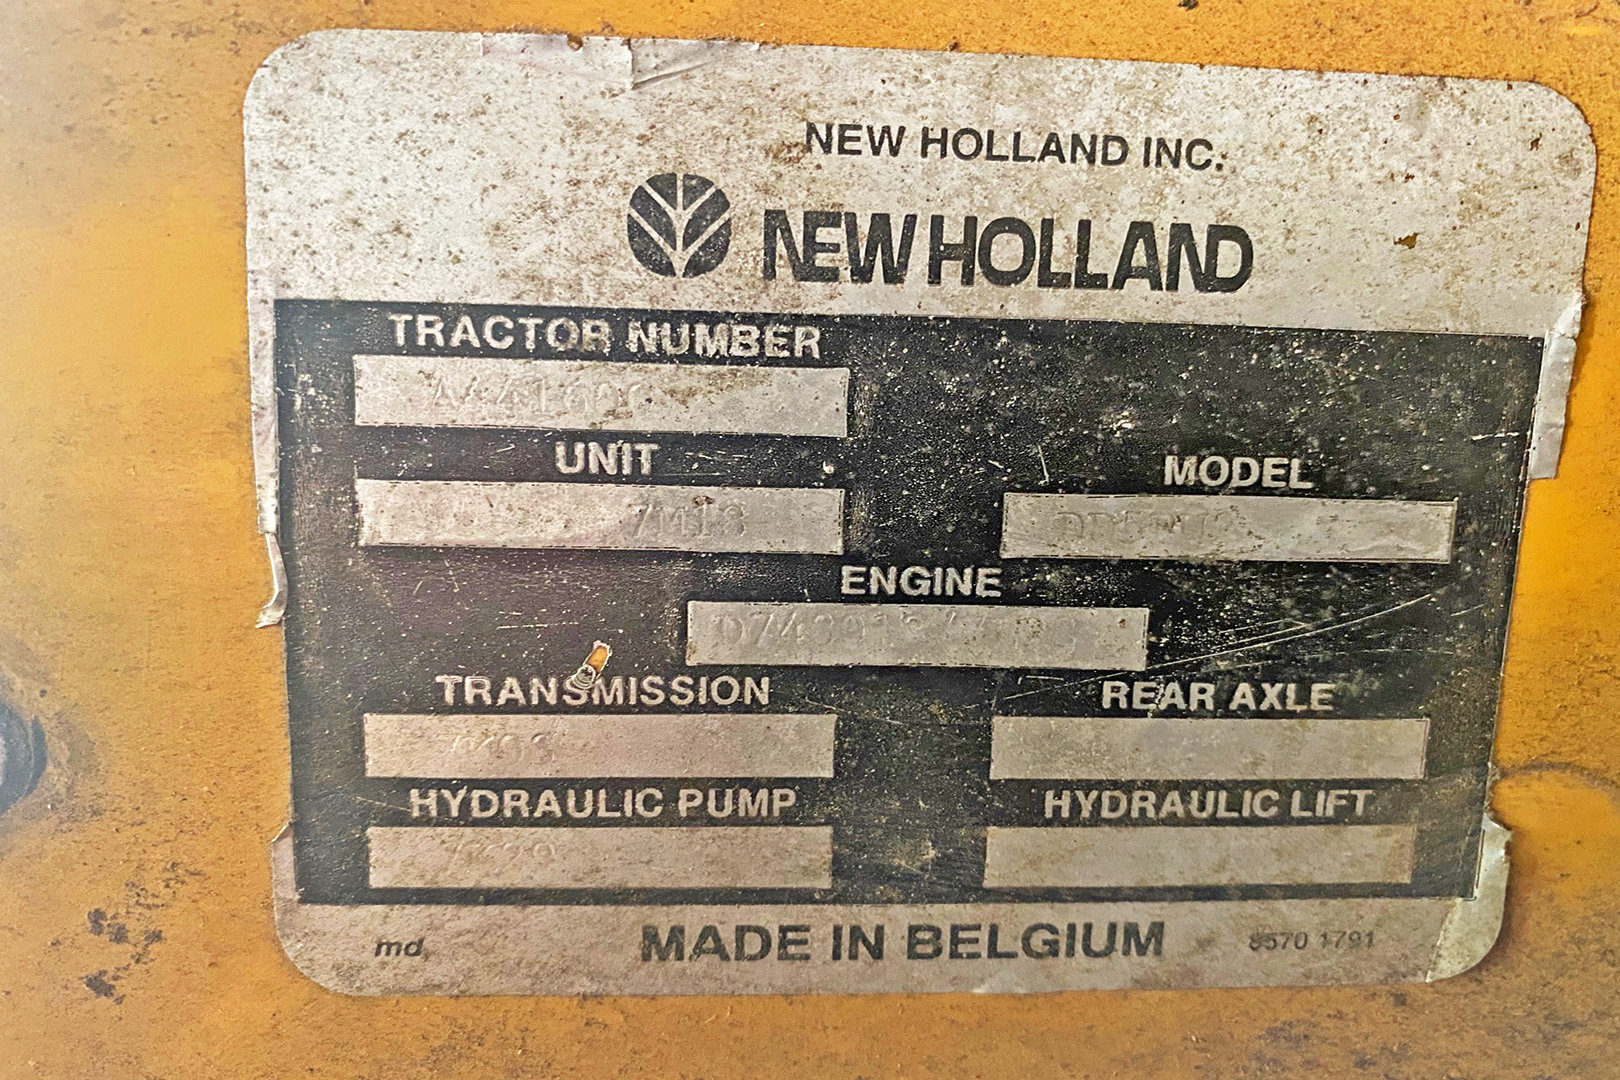 NEW HOLLAND INC.
NEW HOLLAND
TRACTOR NUMBER
UNIT
7M18
MODEL
ENGINE
TRANSMISSION
REAR AXLE
HYDRAULIC PUMP
HYDRAULIC LIFT
md
MADE IN BELGIUM
8570 1791